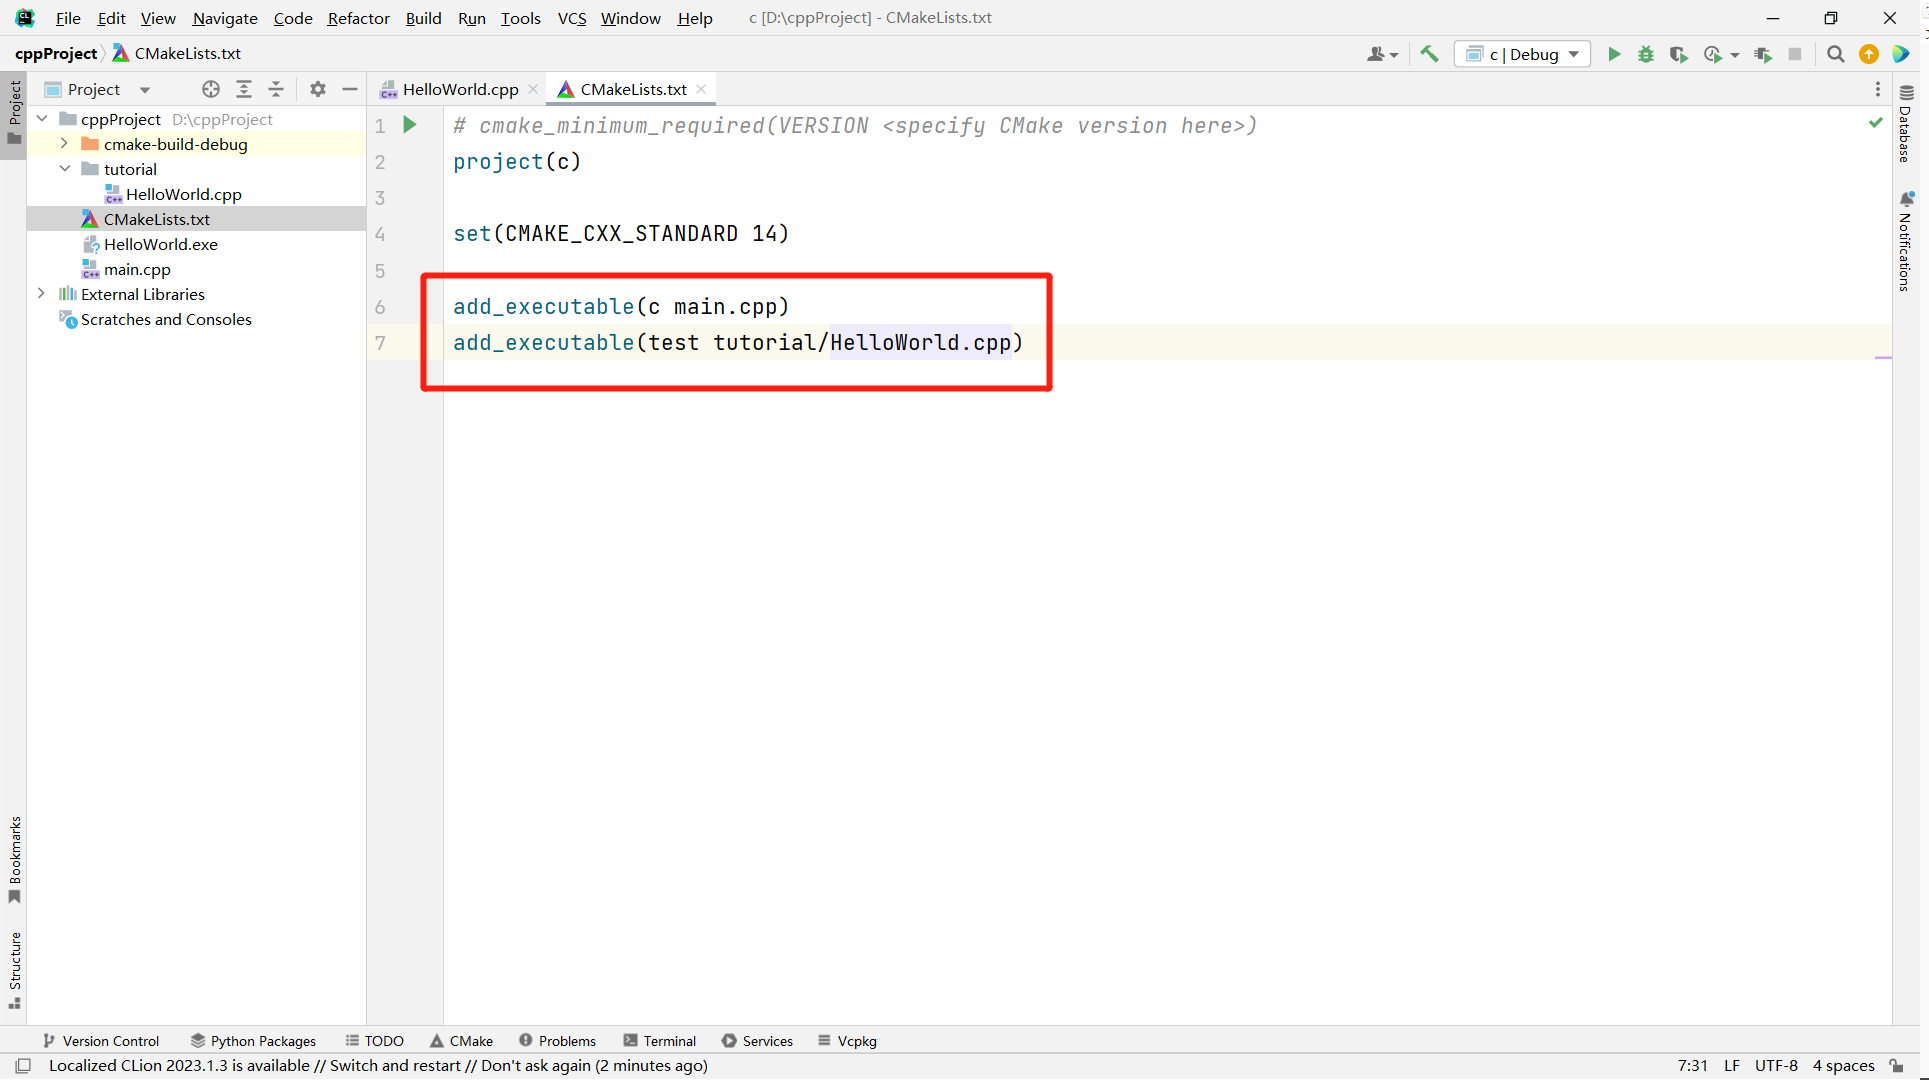 File Edit View Navigate Code Refactor Build Run Tools VCS Window Help c [D:\cppProject] - CMakeLists.txt
cppProject CMakeLists.txt c | Debug
Project
HelloWorld.cpp CMakeLists.txt
Project
cppProject D:\cppProject
cmake-build-debug
tutorial
HelloWorld.cpp
CMakeLists.txt
HelloWorld.exe
main.cpp
External Libraries
Scratches and Consoles
1 # cmake_minimum_required(VERSION <specify CMake version here>)
2 project(c)
3
4 set(CMAKE_CXX_STANDARD 14)
5
6 add_executable(c main.cpp)
7 add_executable(test tutorial/HelloWorld.cpp)
Database
Notifications
Bookmarks
Structure
Version Control Python Packages TODO CMake Problems Terminal Services Vcpkg
Localized CLion 2023.1.3 is available // Switch and restart // Don't ask again (2 minutes ago) 7:31 LF UTF-8 4 spaces